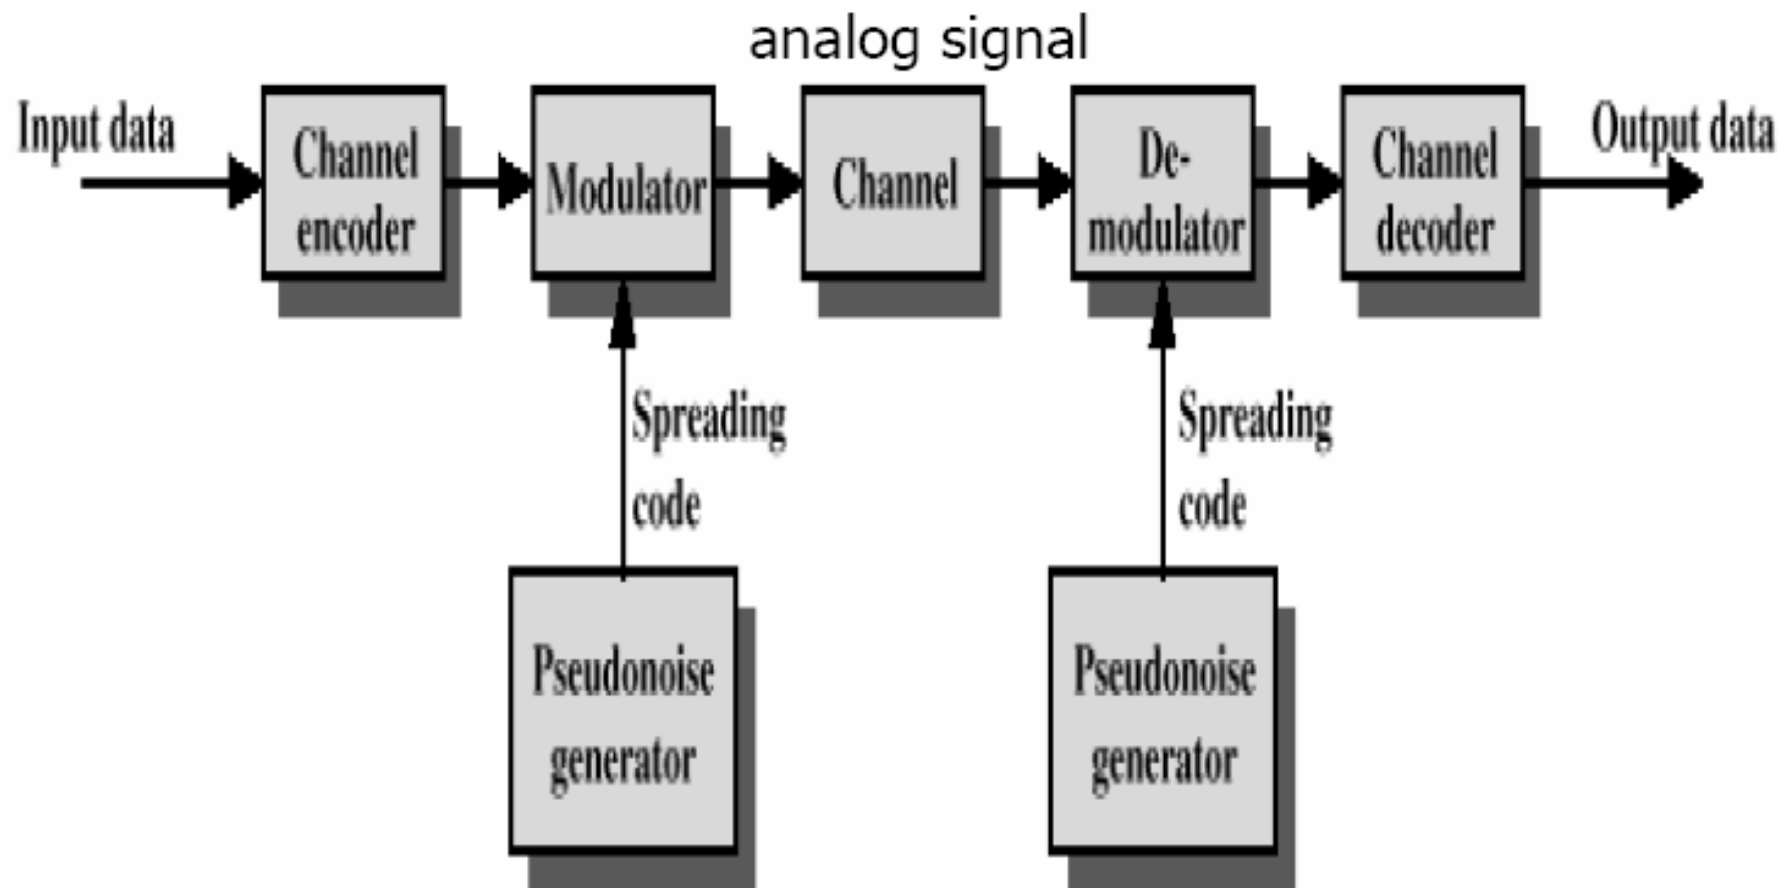 analog signal
Input data
Channel
encoder
Modulator
Channel
De-
modulator
Channel
decoder
Output data
Spreading
code
Spreading
code
Pseudonoise
generator
Pseudonoise
generator